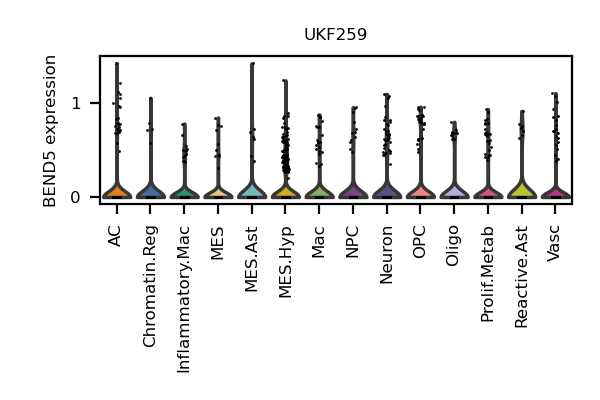 UKF259
BEND5 expression
1
0
AC
Chromatin.Reg
Inflammatory.Mac
MES
MES.Ast
MES.Hyp
Mac
NPC
Neuron
OPC
Oligo
Prolif.Metab
Reactive.Ast
Vasc